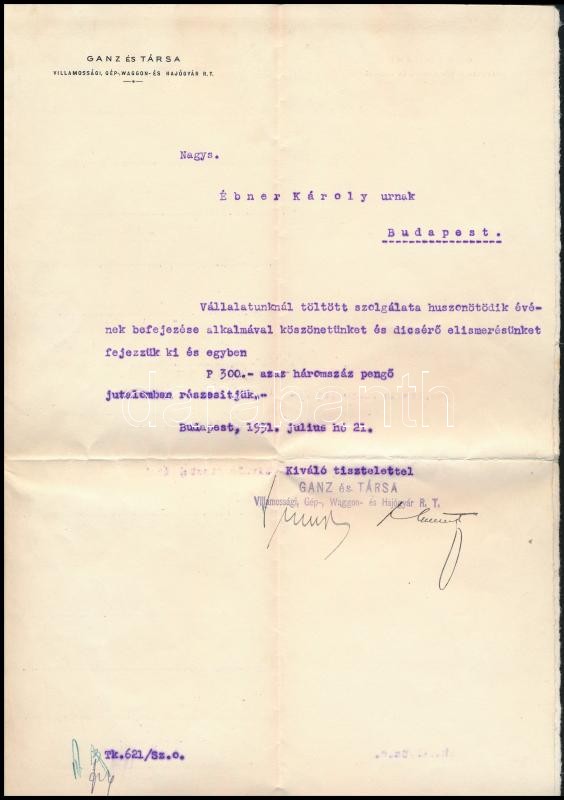 GANZ ÉS TÁRSA
VILLAMOSSÁGI, GÉP-, WAGGON- ÉS HAJÓGYÁR R.T.
Nagys.
Ébner Károly urnak
Budapest.
Vállalatunknál töltött szolgálata huszonötödik évé-
nek befejezése alkalmával köszönetünket és dicsérő elismerésünket
fejezzük ki és egyben
P 300.- azaz háromszáz pengő
jutalomban részesitjük.-
darabanth
Budapest, 1931. julius hó 21.
Kiváló tisztelettel
GANZ és TÁRSA
Villamossági, Gép-, Waggon- és Hajógyár R. T.
Tk.621/Sz.o.